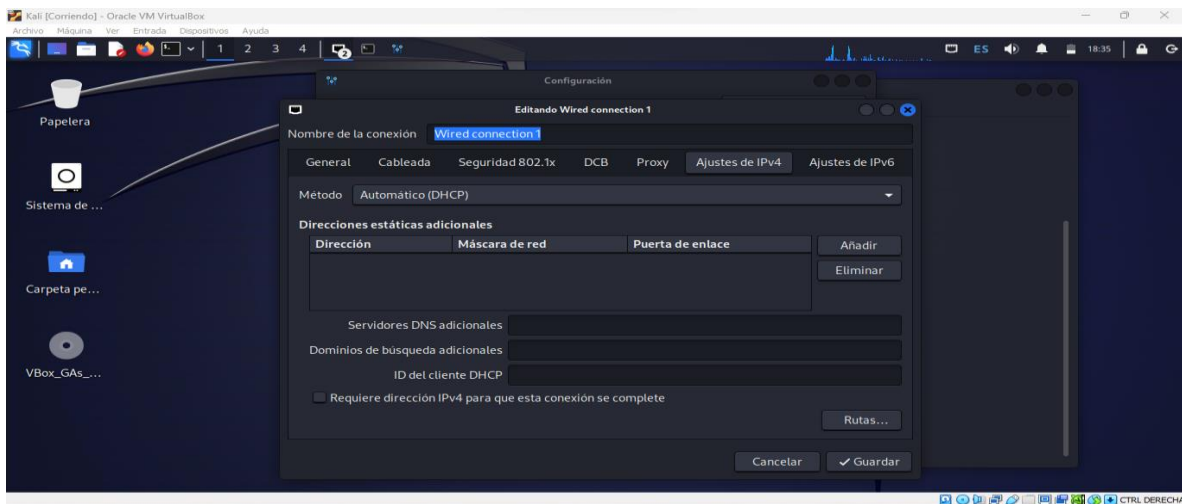 Kali [Corriendo] - Oracle VM VirtualBox
Archivo Máquina Ver Entrada Dispositivos Ayuda
1 2 3 4 2 ES 18:35
Configuración
Papelera
Sistema de ...
Carpeta pe...
VBox_GAs_...
Editando Wired connection 1
Nombre de la conexión Wired connection 1
General Cableada Seguridad 802.1x DCB Proxy Ajustes de IPv4 Ajustes de IPv6
Método Automático (DHCP)
Direcciones estáticas adicionales
Dirección Máscara de red Puerta de enlace Añadir
Eliminar
Servidores DNS adicionales
Dominios de búsqueda adicionales
ID del cliente DHCP
Requiere dirección IPv4 para que esta conexión se complete
Rutas...
Cancelar Guardar
CTRL DERECHA